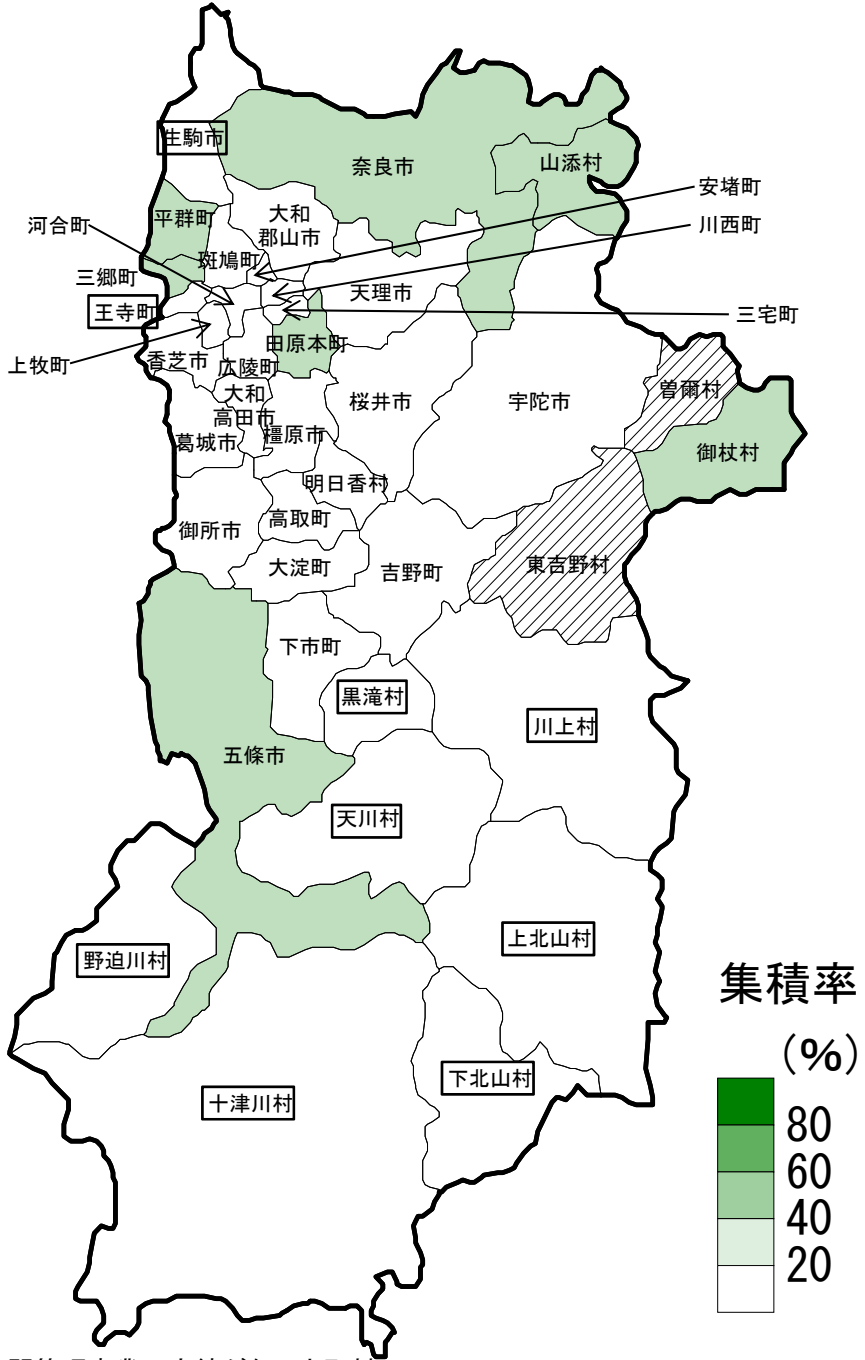 生駒市
奈良市
山添村
安堵町
平群町
大和
郡山市
河合町
川西町
斑鳩町
三郷町
天理市
王寺町
三宅町
田原本町
上牧町
香芝市
広陵町
曽爾村
大和
高田市
桜井市
宇陀市
葛城市
橿原市
御杖村
明日香村
御所市
高取町
大淀町
吉野町
東吉野村
下市町
黒滝村
川上村
五條市
天川村
上北山村
野迫川村
下北山村
十津川村
集積率
(%)
80
60
40
20